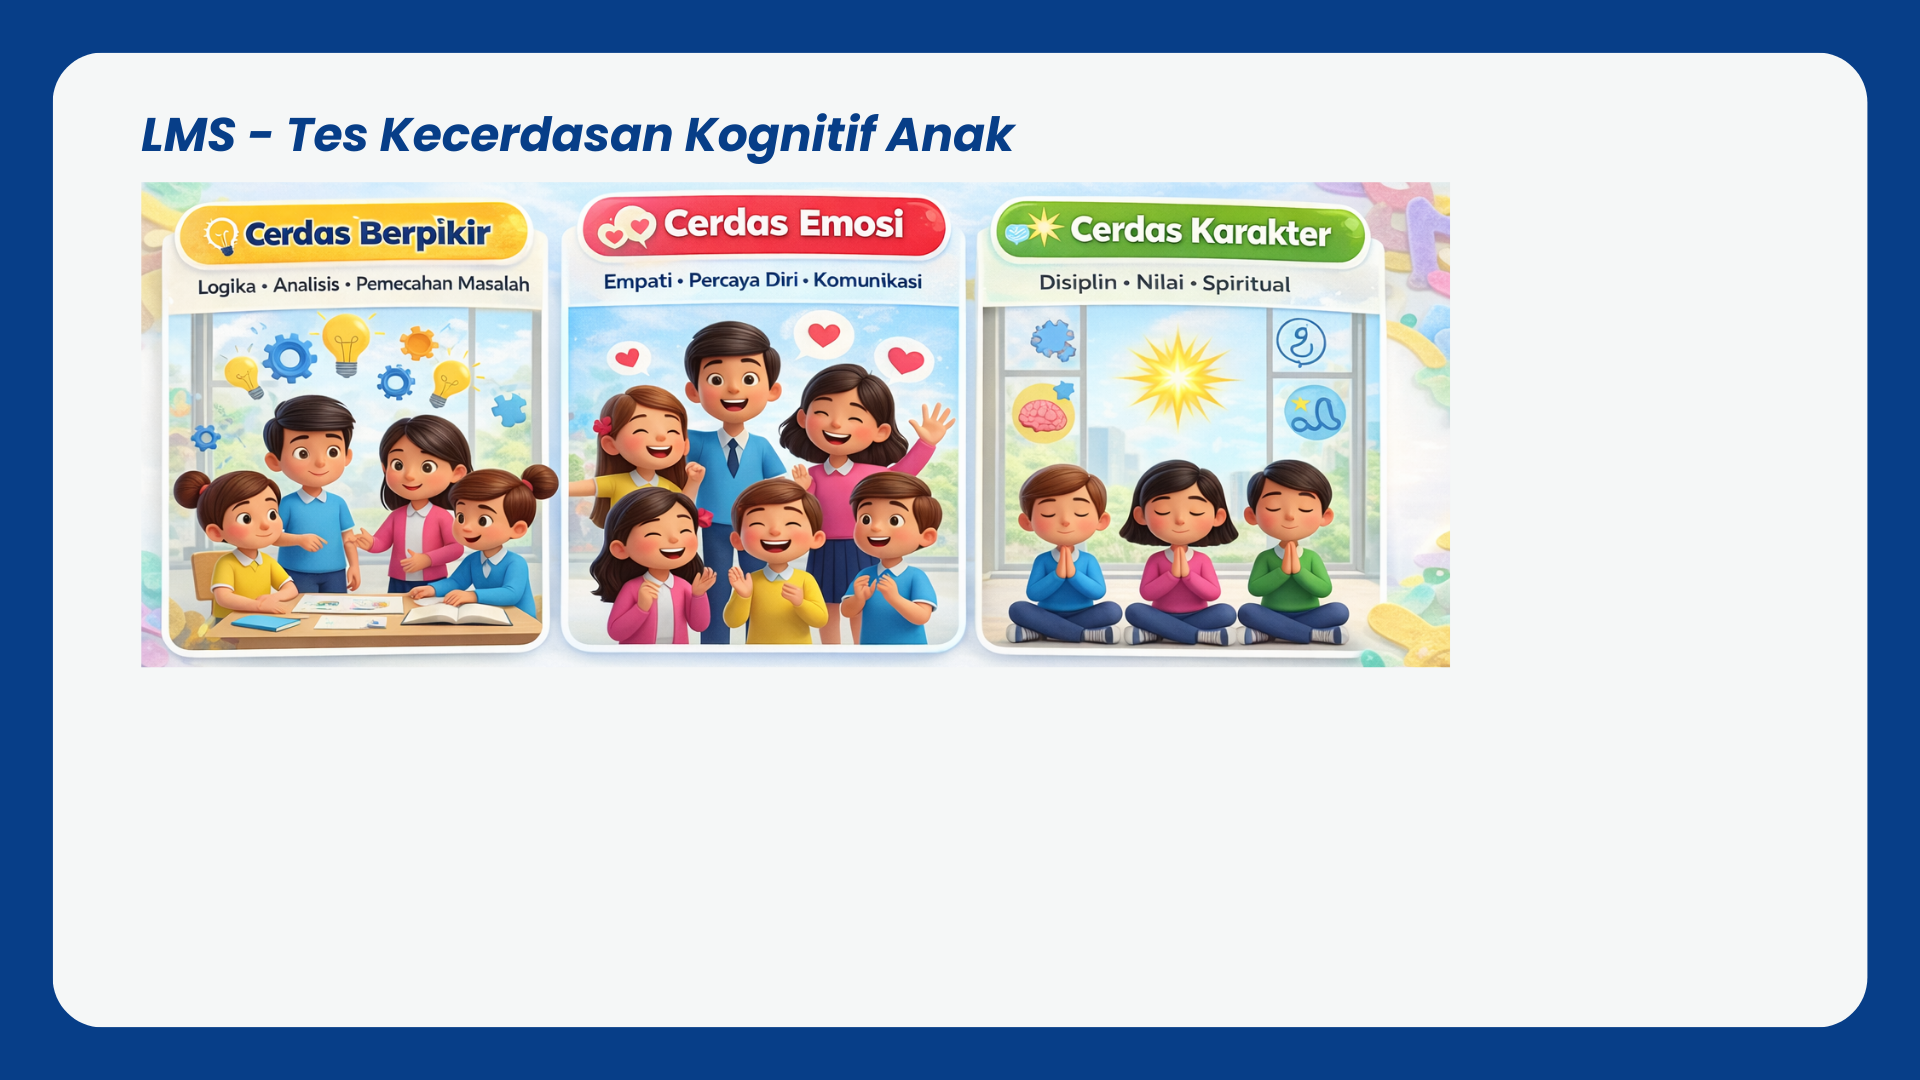 LMS - Tes Kecerdasan Kognitif Anak
Cerdas Berpikir
Logika • Analisis • Pemecahan Masalah
Cerdas Emosi
Empati • Percaya Diri • Komunikasi
Cerdas Karakter
Disiplin • Nilai • Spiritual